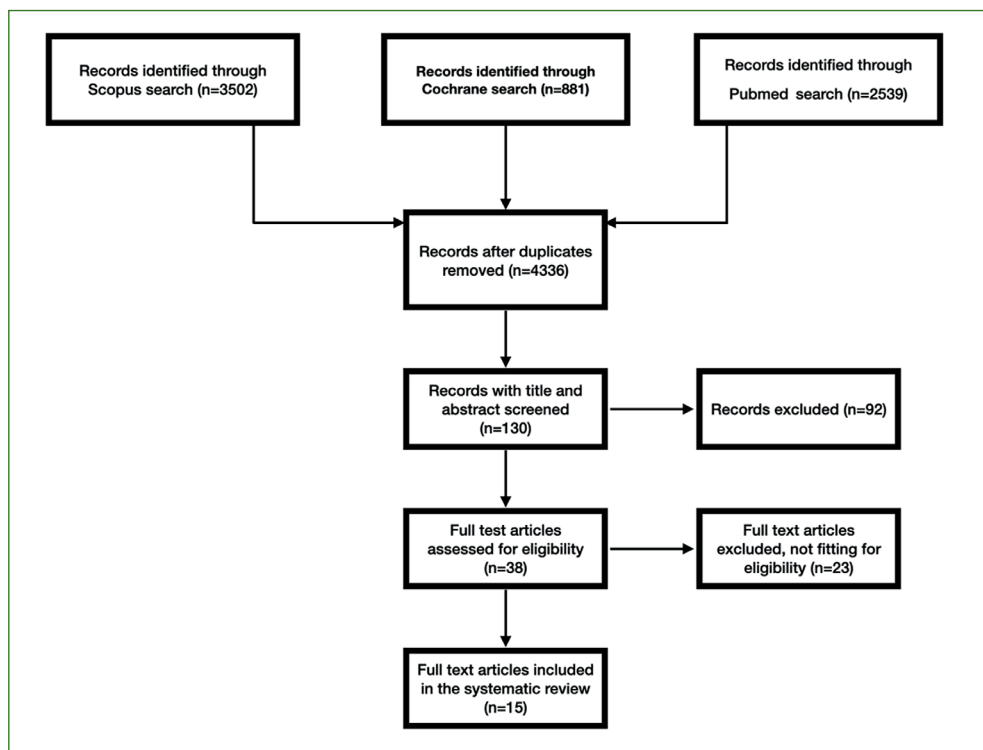 Records identified through
Scopus search (n=3502)
Records identified through
Cochrane search (n=881)
Records identified through
Pubmed search (n=2539)
Records after duplicates
removed (n=4336)
Records with title and
abstract screened
(n=130)
Records excluded (n=92)
Full test articles
assessed for eligibility
(n=38)
Full text articles
excluded, not fitting for
eligibility (n=23)
Full text articles included
in the systematic review
(n=15)